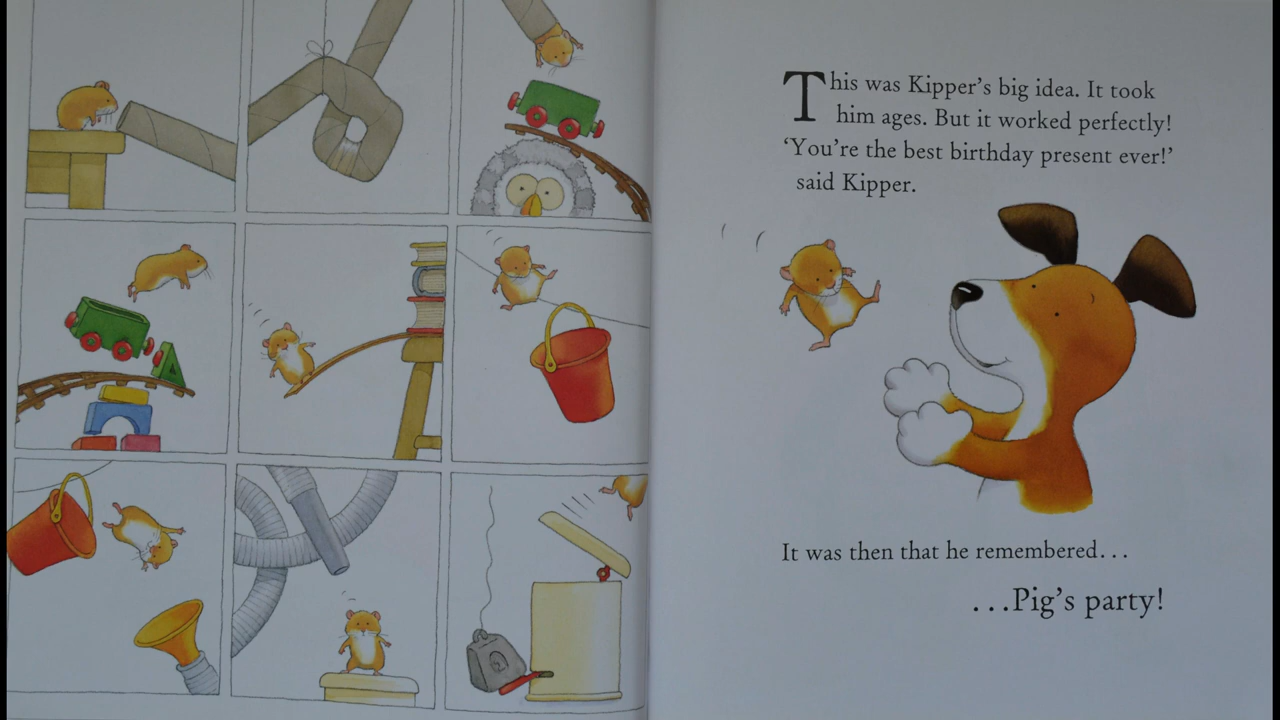 This was Kipper's big idea. It took
him ages. But it worked perfectly!
‘You're the best birthday present ever!’
said Kipper.
It was then that he remembered...
...Pig's party!